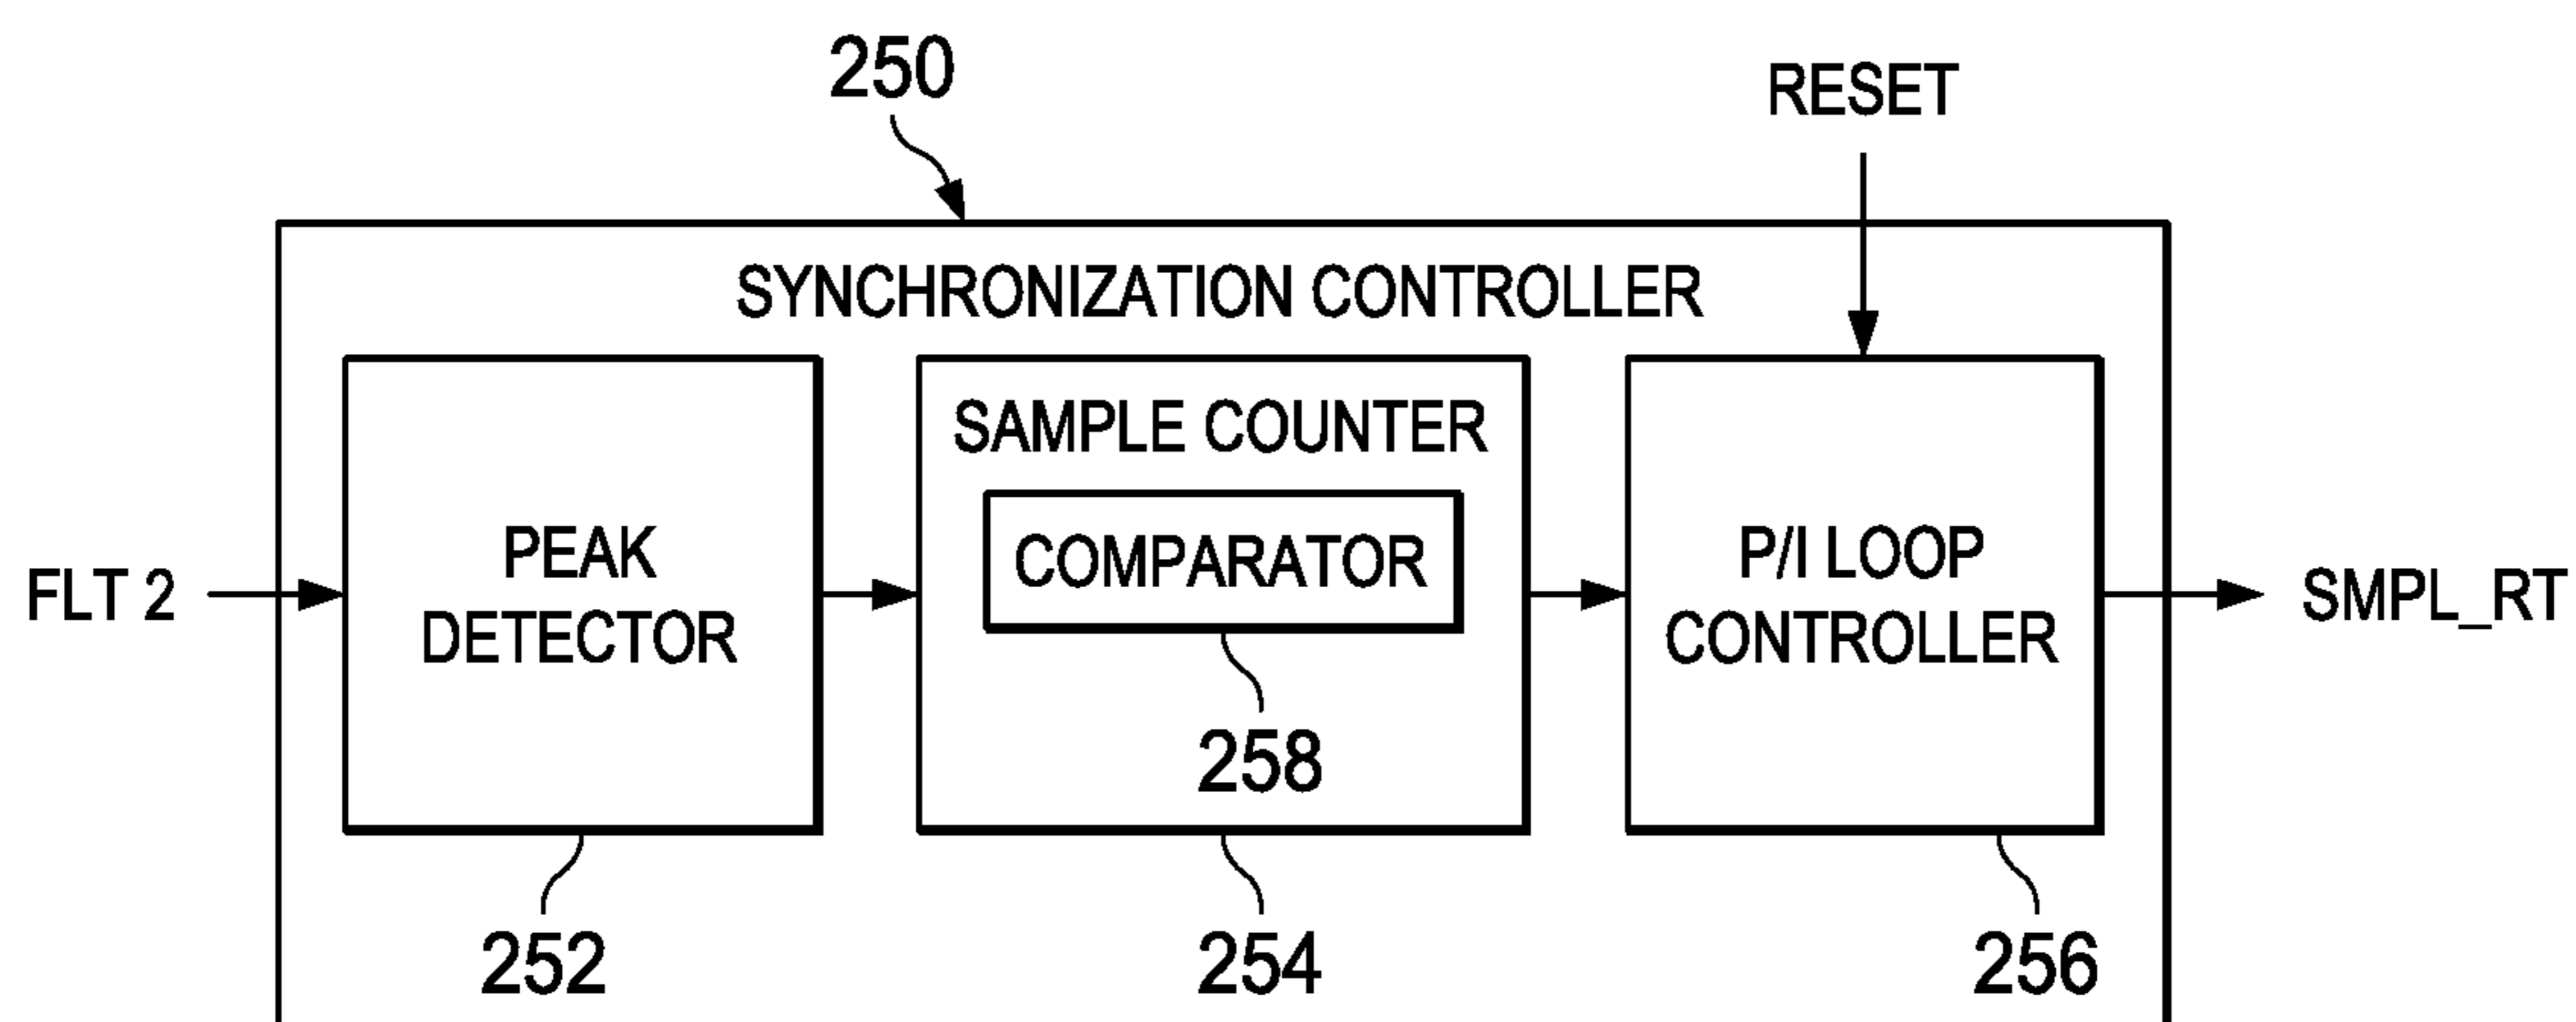 250
RESET
SYNCHRONIZATION CONTROLLER
FLT 2
PEAK
DETECTOR
SAMPLE COUNTER
COMPARATOR
258
P/I LOOP
CONTROLLER
SMPL_RT
252
254
256